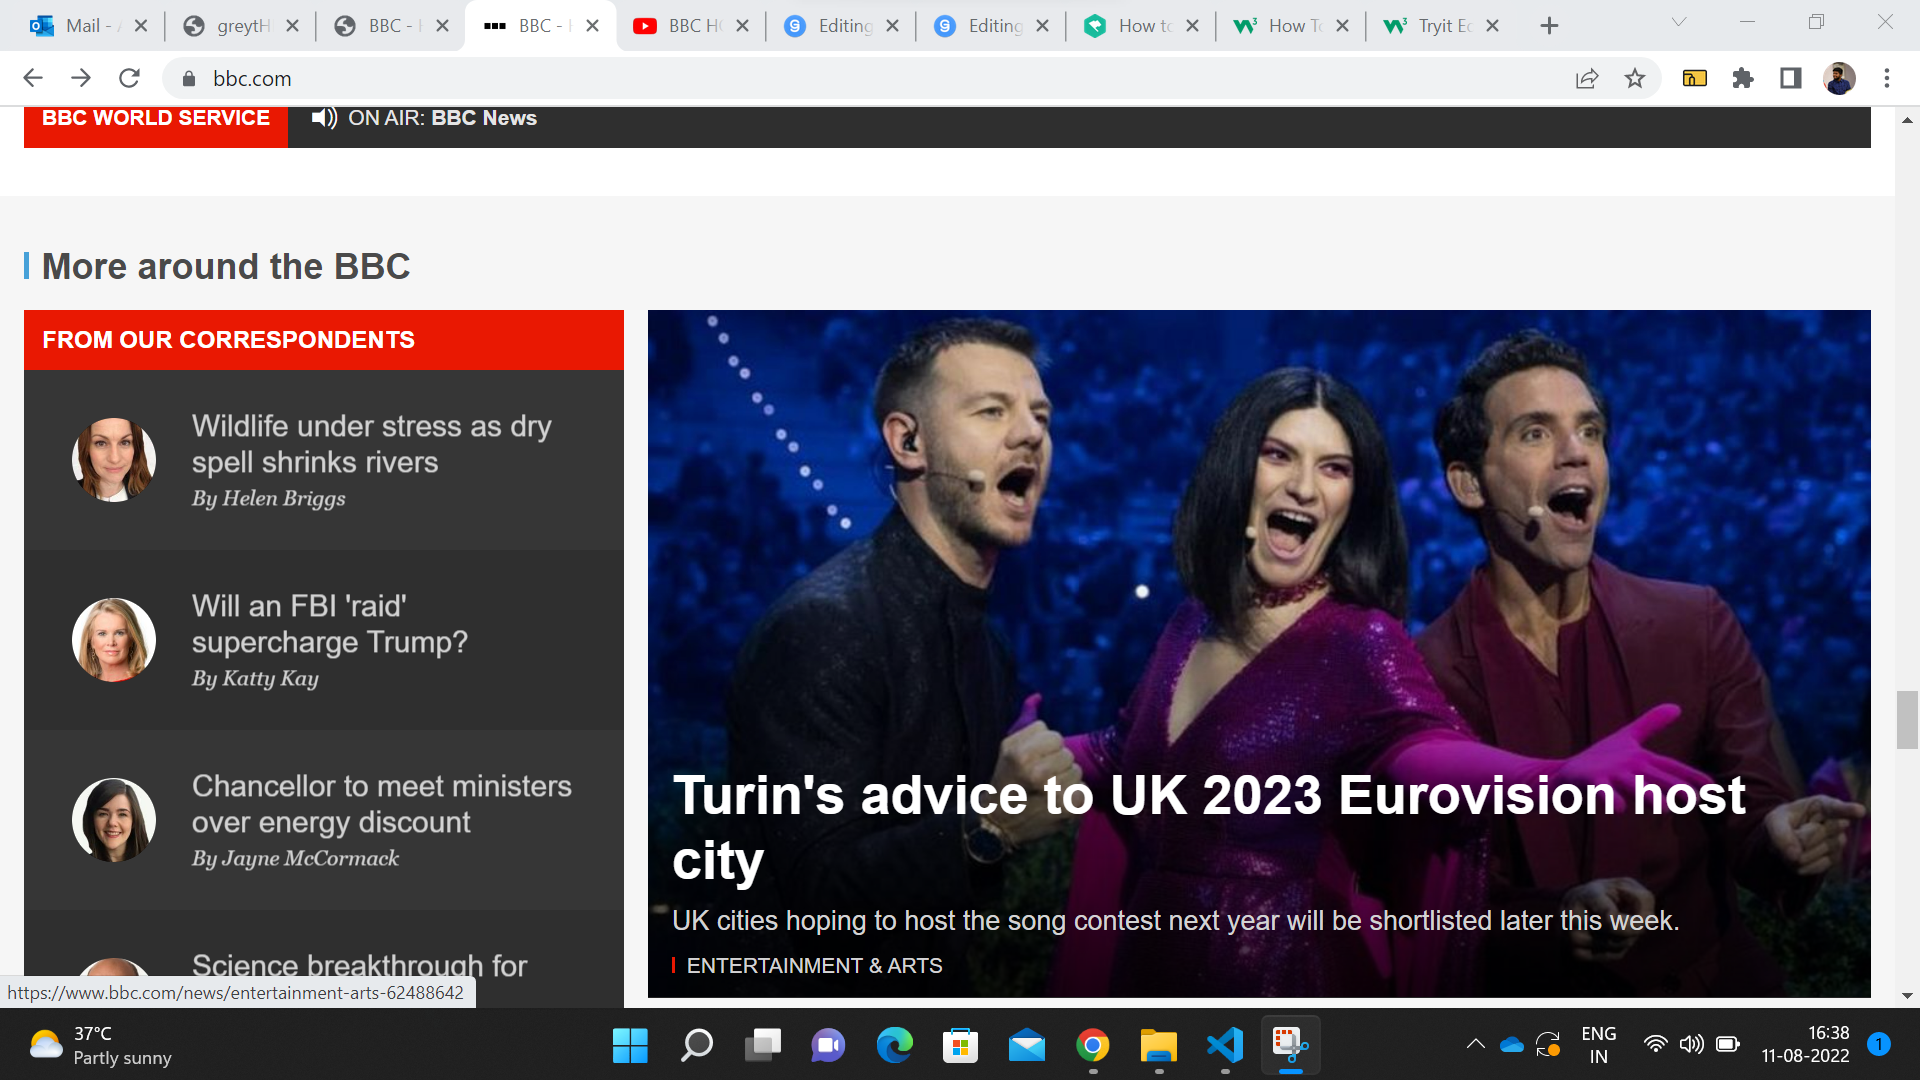 Mail - A
greytH
BBC - H
BBC - H
BBC HO
Editing
Editing
How to
How To
Tryit Ed
bbc.com
BBC WORLD SERVICE
ON AIR: BBC News
More around the BBC
FROM OUR CORRESPONDENTS
Wildlife under stress as dry
spell shrinks rivers
By Helen Briggs
Will an FBI 'raid'
supercharge Trump?
By Katty Kay
Chancellor to meet ministers
over energy discount
By Jayne McCormack
Science breakthrough for
Turin's advice to UK 2023 Eurovision host
city
UK cities hoping to host the song contest next year will be shortlisted later this week.
ENTERTAINMENT & ARTS
https://www.bbc.com/news/entertainment-arts-62488642
37°C
Partly sunny
ENG
IN
16:38
11-08-2022
1